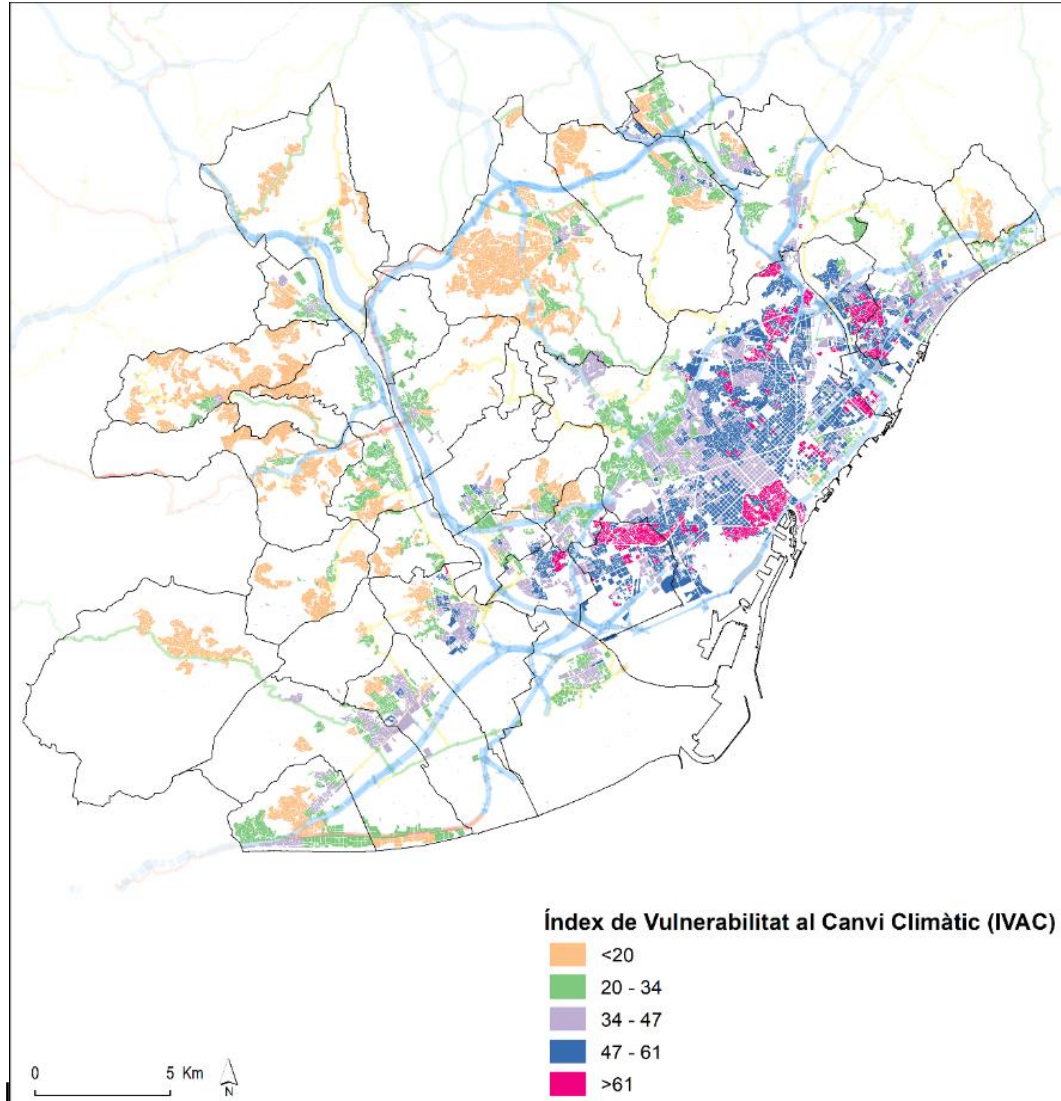 Índex de Vulnerabilitat al Canvi Climàtic (IVAC)
<20
20 - 34
34 - 47
47 - 61
>61
0 5 Km
N